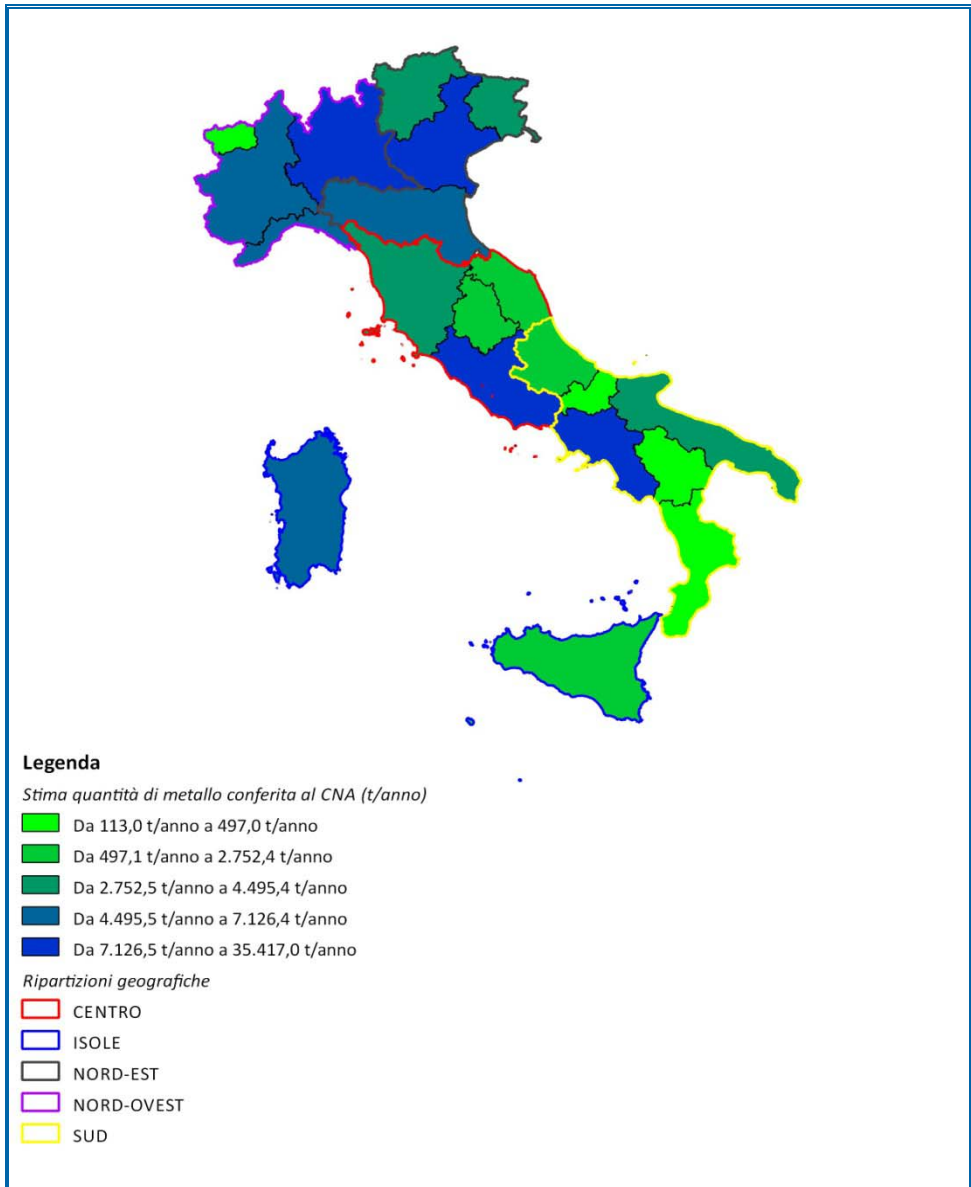 Legenda
Stima quantità di metallo conferita al CNA (t/anno)
Da 113,0 t/anno a 497,0 t/anno
Da 497,1 t/anno a 2.752,4 t/anno
Da 2.752,5 t/anno a 4.495,4 t/anno
Da 4.495,5 t/anno a 7.126,4 t/anno
Da 7.126,5 t/anno a 35.417,0 t/anno
Ripartizioni geografiche
CENTRO
ISOLE
NORD-EST
NORD-OVEST
SUD